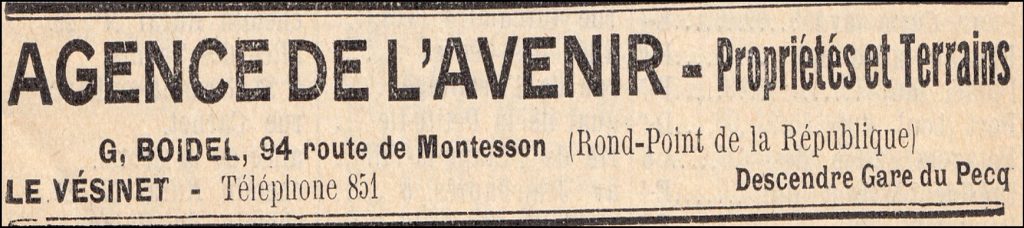 AGENCE DE L'AVENIR - Propriétés et Terrains
G, BOIDEL, 94 route de Montesson (Rond-Point de la République)
LE VÉSINET - Téléphone 851 Descendre Gare du Pecq